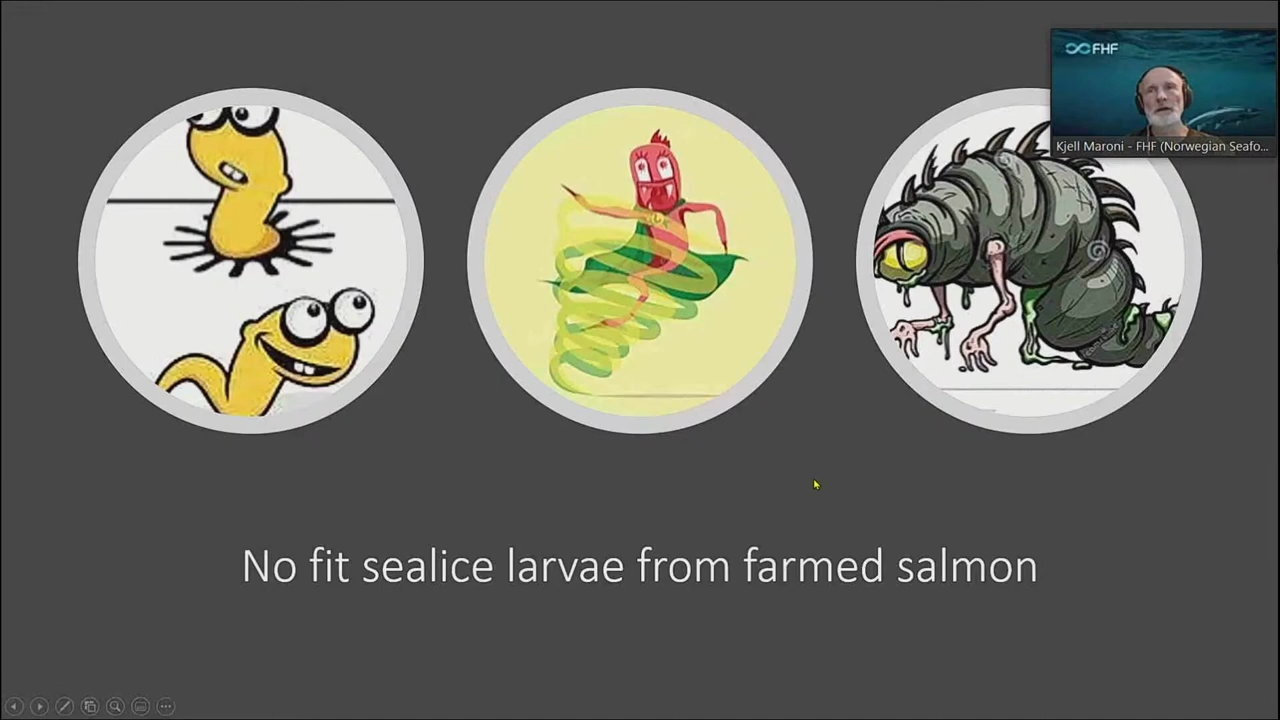 FHF
Kjell Maroni - FHF (Norwegian Seafo...
No fit sealice larvae from farmed salmon